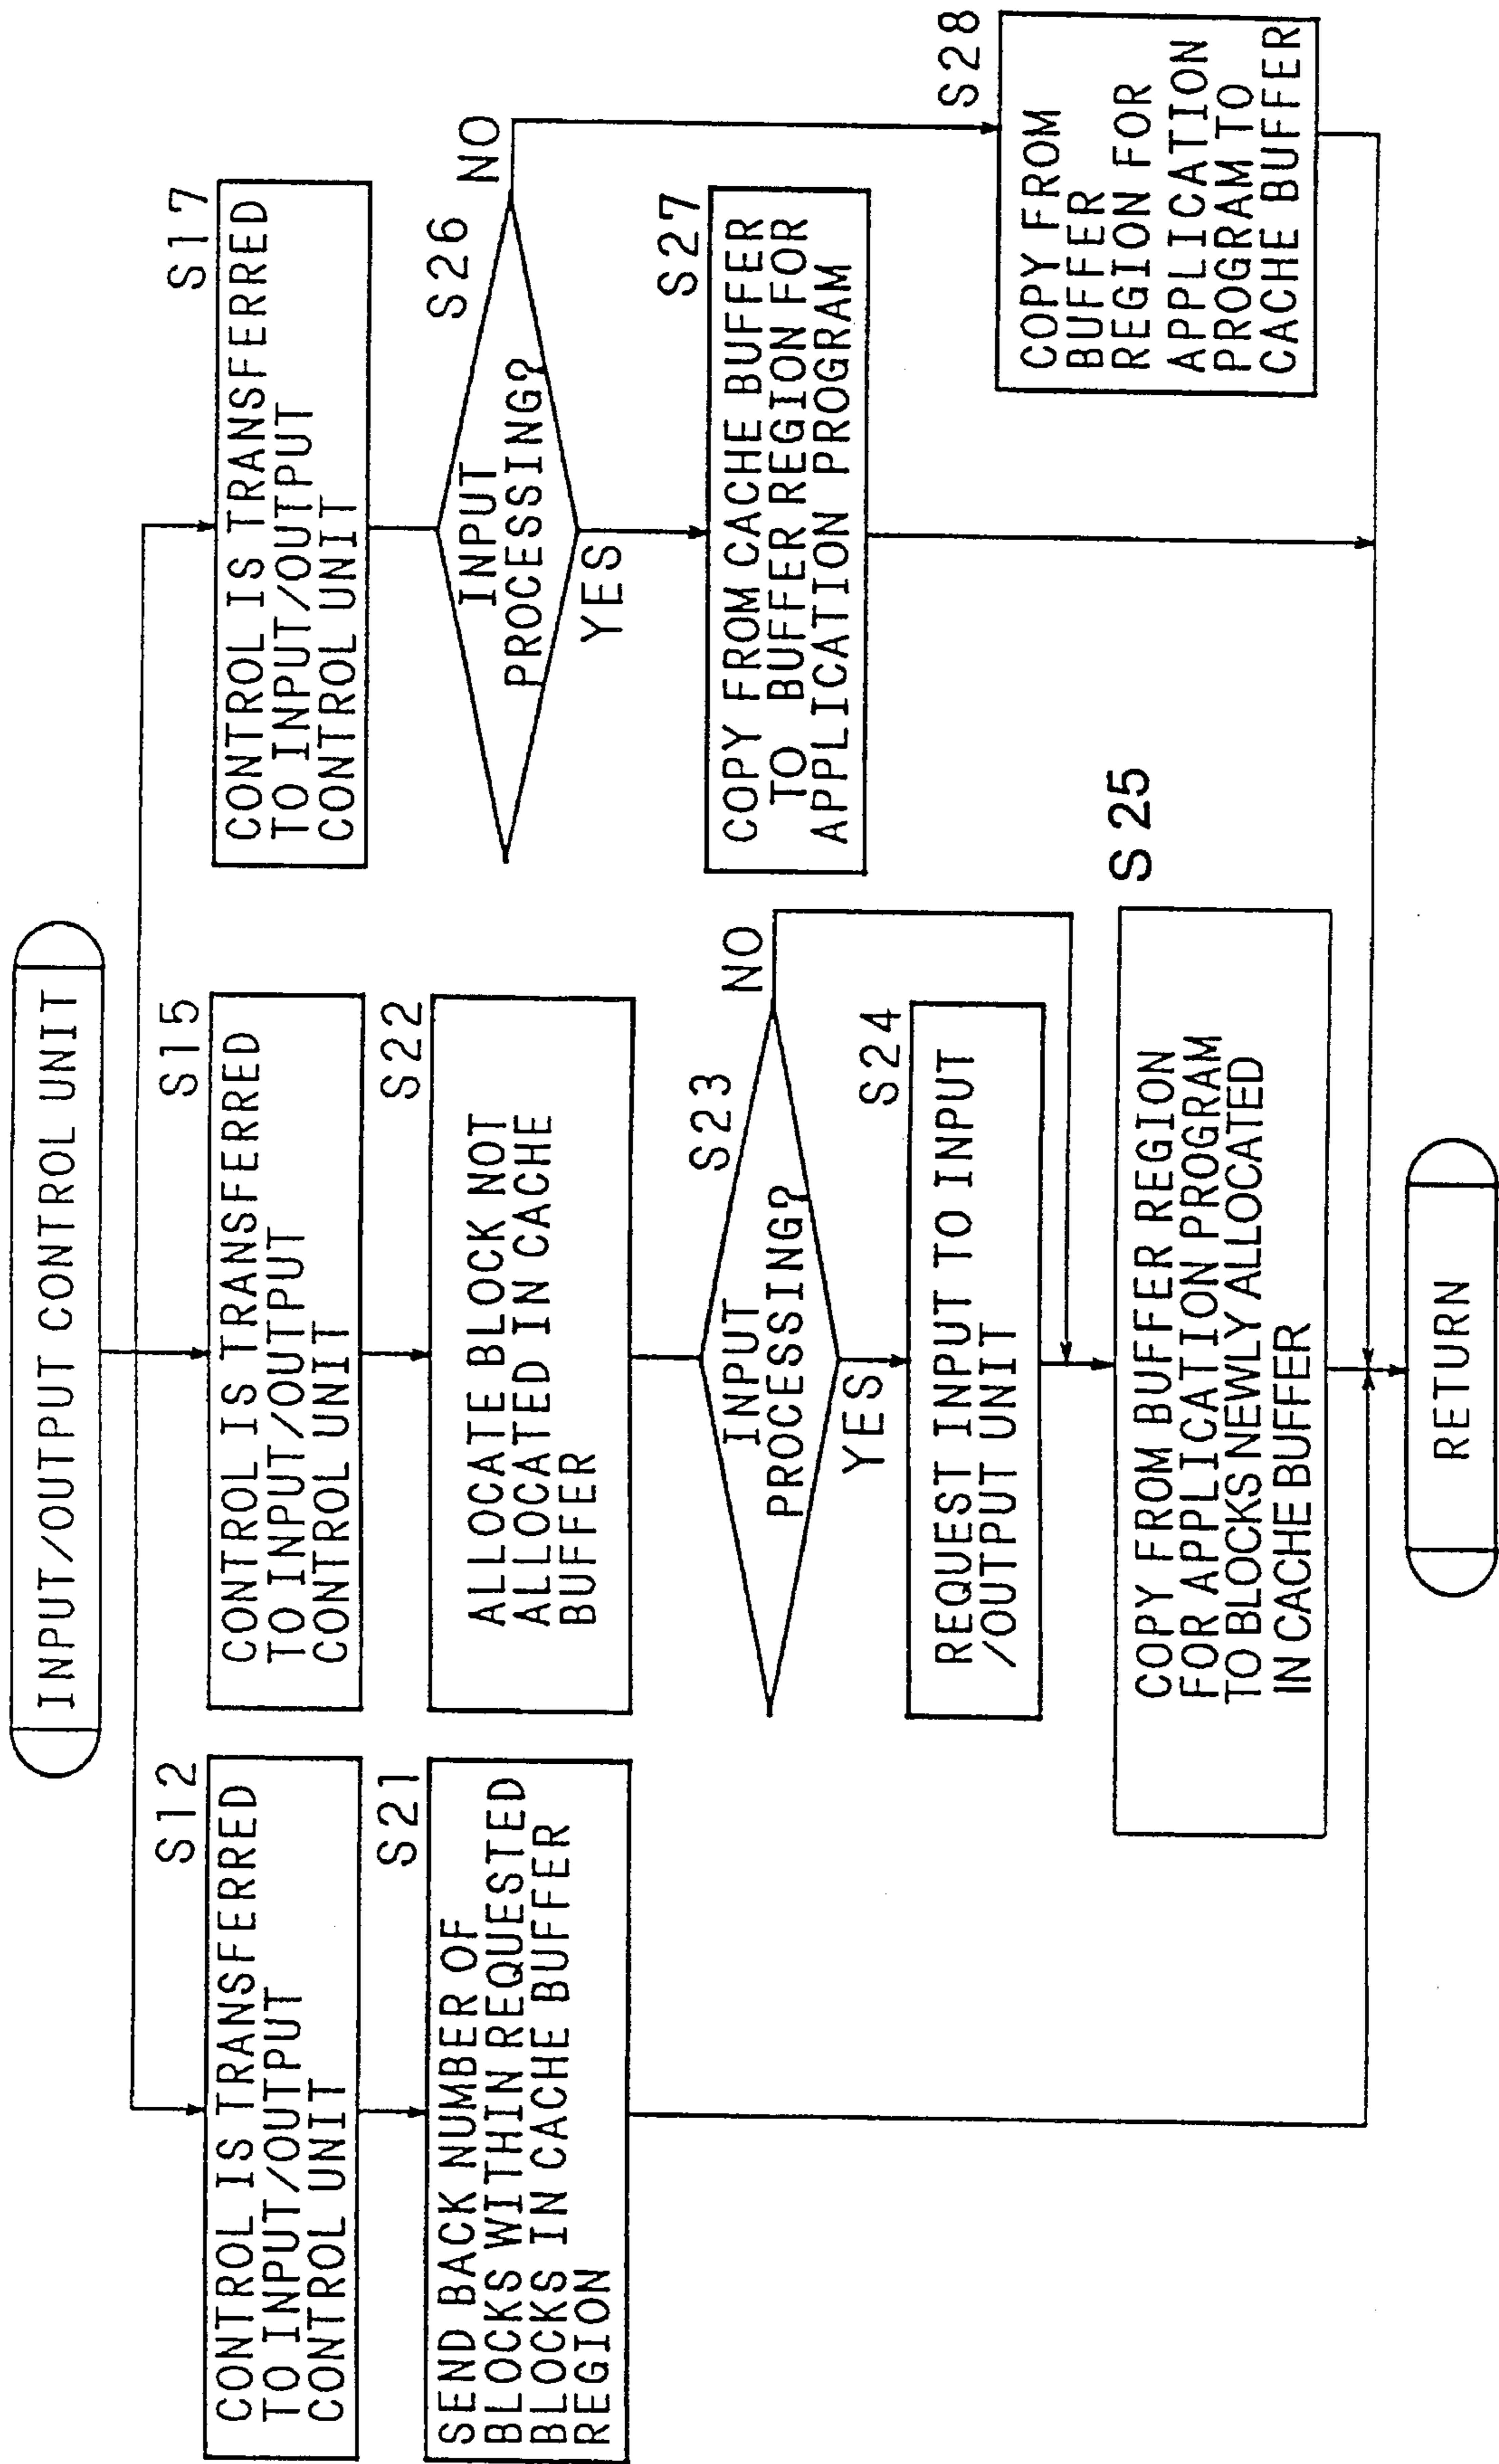 INPUT/OUTPUT CONTROL UNIT
S12
CONTROL IS TRANSFERRED
TO INPUT/OUTPUT
CONTROL UNIT
S21
SEND BACK NUMBER OF
BLOCKS WITHIN REQUESTED
BLOCKS IN CACHE BUFFER
REGION
S15
CONTROL IS TRANSFERRED
TO INPUT/OUTPUT
CONTROL UNIT
S22
ALLOCATE BLOCK NOT
ALLOCATED IN CACHE
BUFFER
S23
INPUT
PROCESSING?
NO
YES
S24
REQUEST INPUT TO INPUT
/OUTPUT UNIT
S25
COPY FROM BUFFER REGION
FOR APPLICATION PROGRAM
TO BLOCKS NEWLY ALLOCATED
IN CACHE BUFFER
S17
CONTROL IS TRANSFERRED
TO INPUT/OUTPUT
CONTROL UNIT
S26
INPUT
PROCESSING?
NO
YES
S27
COPY FROM CACHE BUFFER
TO BUFFER REGION FOR
APPLICATION PROGRAM
S28
COPY FROM
BUFFER
REGION FOR
APPLICATION
PROGRAM TO
CACHE BUFFER
RETURN